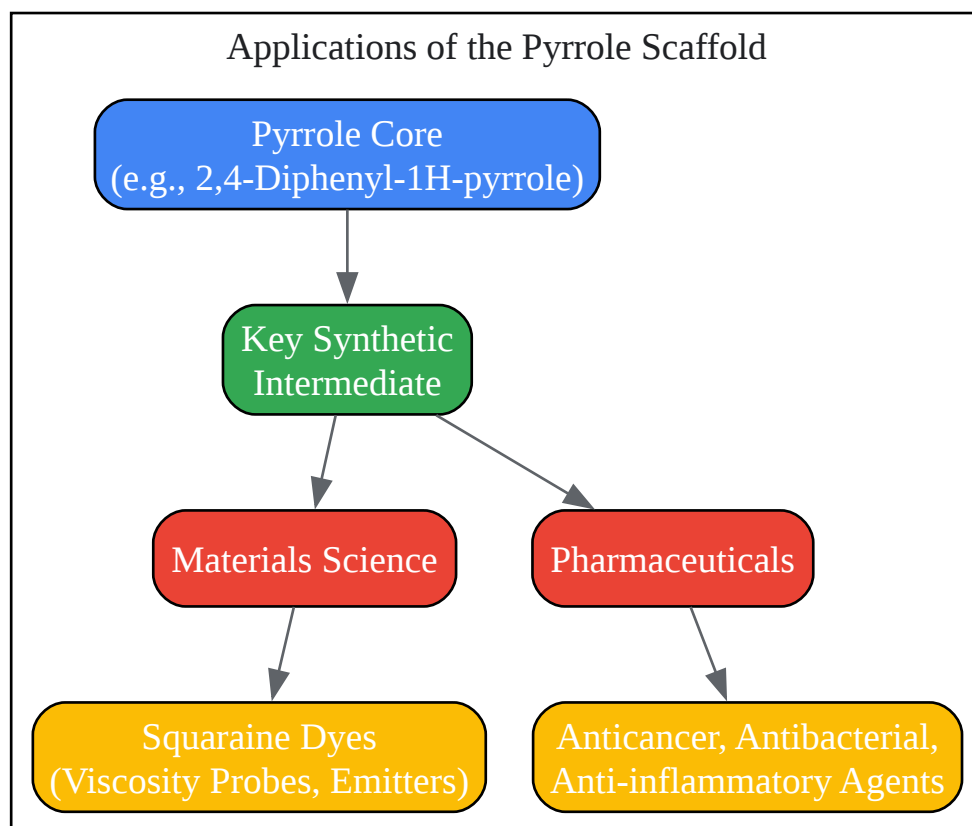 Applications of the Pyrrole Scaffold
Pyrrole Core
(e.g., 2,4-Diphenyl-1H-pyrrole)
Key Synthetic
Intermediate
Materials Science
Pharmaceuticals
Squaraine Dyes
(Viscosity Probes, Emitters)
Anticancer, Antibacterial,
Anti-inflammatory Agents